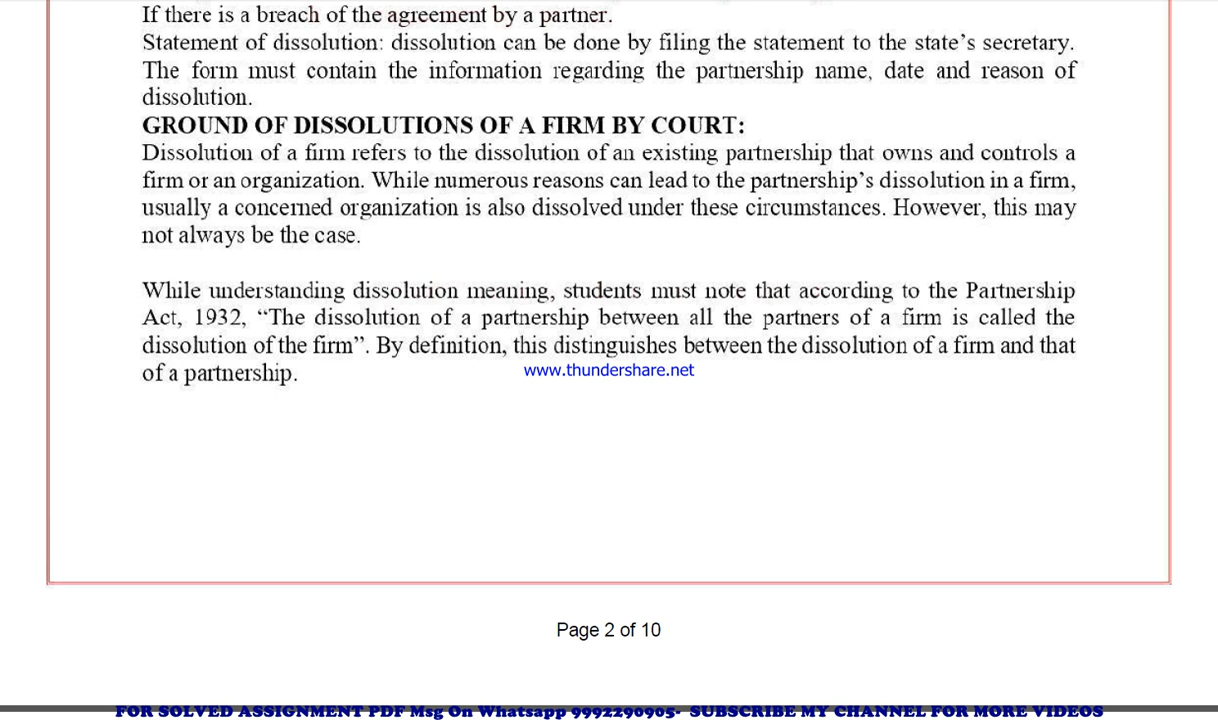 If there is a breach of the agreement by a partner.
Statement of dissolution: dissolution can be done by filing the statement to the state’s secretary.
The form must contain the information regarding the partnership name, date and reason of
dissolution.
GROUND OF DISSOLUTIONS OF A FIRM BY COURT:
Dissolution of a firm refers to the dissolution of an existing partnership that owns and controls a
firm or an organization. While numerous reasons can lead to the partnership’s dissolution in a firm,
usually a concerned organization is also dissolved under these circumstances. However, this may
not always be the case.
While understanding dissolution meaning, students must note that according to the Partnership
Act, 1932, “The dissolution of a partnership between all the partners of a firm is called the
dissolution of the firm”. By definition, this distinguishes between the dissolution of a firm and that
of a partnership.
www.thundershare.net
Page 2 of 10
FOR SOLVED ASSIGNMENT PDF Msg On Whatsapp 9992290905- SUBSCRIBE MY CHANNEL FOR MORE VIDEOS